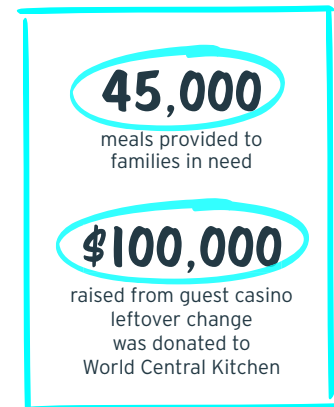 45,000
meals provided to
families in need
$100,000
raised from guest casino
leftover change
was donated to
World Central Kitchen